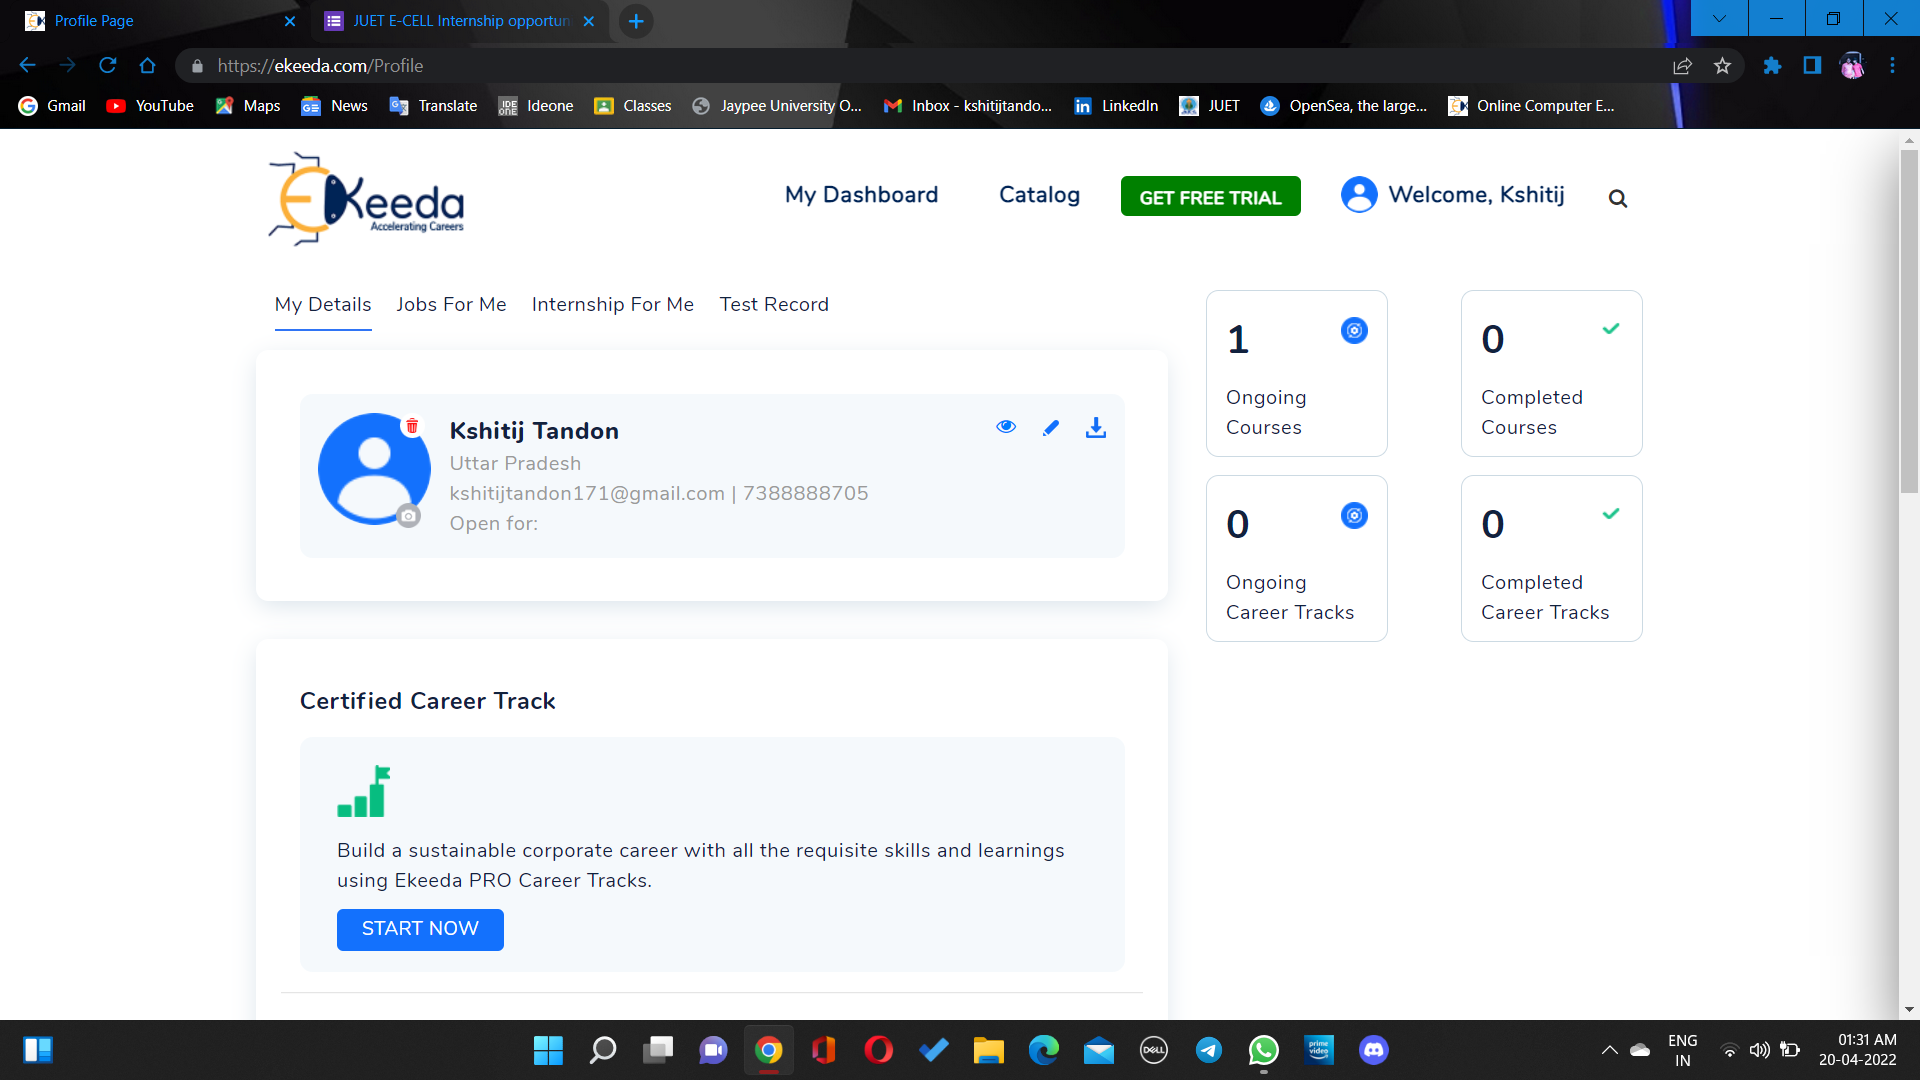 Profile Page
JUET E-CELL Internship opportun
https://ekeeda.com/Profile
Gmail
YouTube
Maps
News
Translate
Ideone
Classes
Jaypee University O...
Inbox - kshitijtando...
LinkedIn
JUET
OpenSea, the large...
Online Computer E...
EKeeda
Accelerating Careers
My Dashboard
Catalog
GET FREE TRIAL
Welcome, Kshitij
My Details
Jobs For Me
Internship For Me
Test Record
Kshitij Tandon
Uttar Pradesh
kshitijtandon171@gmail.com | 7388888705
Open for:
1
Ongoing
Courses
0
Completed
Courses
0
Ongoing
Career Tracks
0
Completed
Career Tracks
Certified Career Track
Build a sustainable corporate career with all the requisite skills and learnings
using Ekeeda PRO Career Tracks.
START NOW
DELL
prime
video
ENG
IN
01:31 AM
20-04-2022